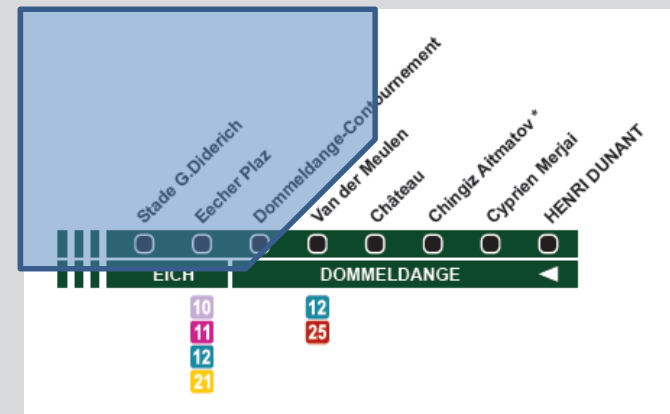 Stade G.Diderich
Eecher Plaz
Dommeldange-Contournement
Van der Meulen
Château
Chingiz Aitmatov *
Cyprien Merjai
HENRI DUNANT
EICH
DOMMELDANGE
10
11
12
21
12
25